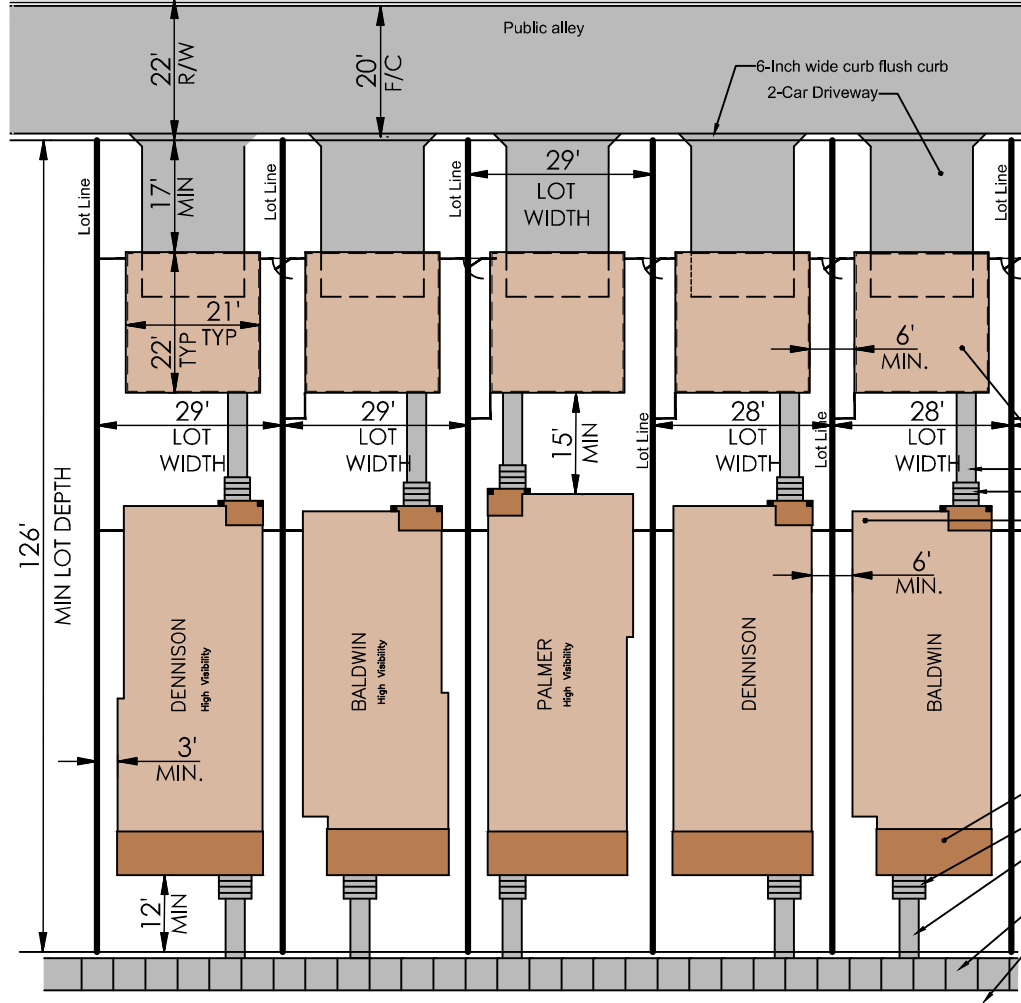 Public alley
22'
R/W
20'
F/C
6-Inch wide curb flush curb
2-Car Driveway
Lot Line
17'
MIN
Lot Line
Lot Line
29'
LOT
WIDTH
Lot Line
Lot Line
21'
TYP
22'
TYP
6'
MIN.
29'
LOT
WIDTH
29'
LOT
WIDTH
15'
MIN
Lot Line
28'
LOT
WIDTH
Lot Line
28'
LOT
WIDTH
126'
MIN LOT DEPTH
6'
MIN.
DENNISON
High Visibility
BALDWIN
High Visibility
PALMER
High Visibility
DENNISON
BALDWIN
3'
MIN.
12'
MIN